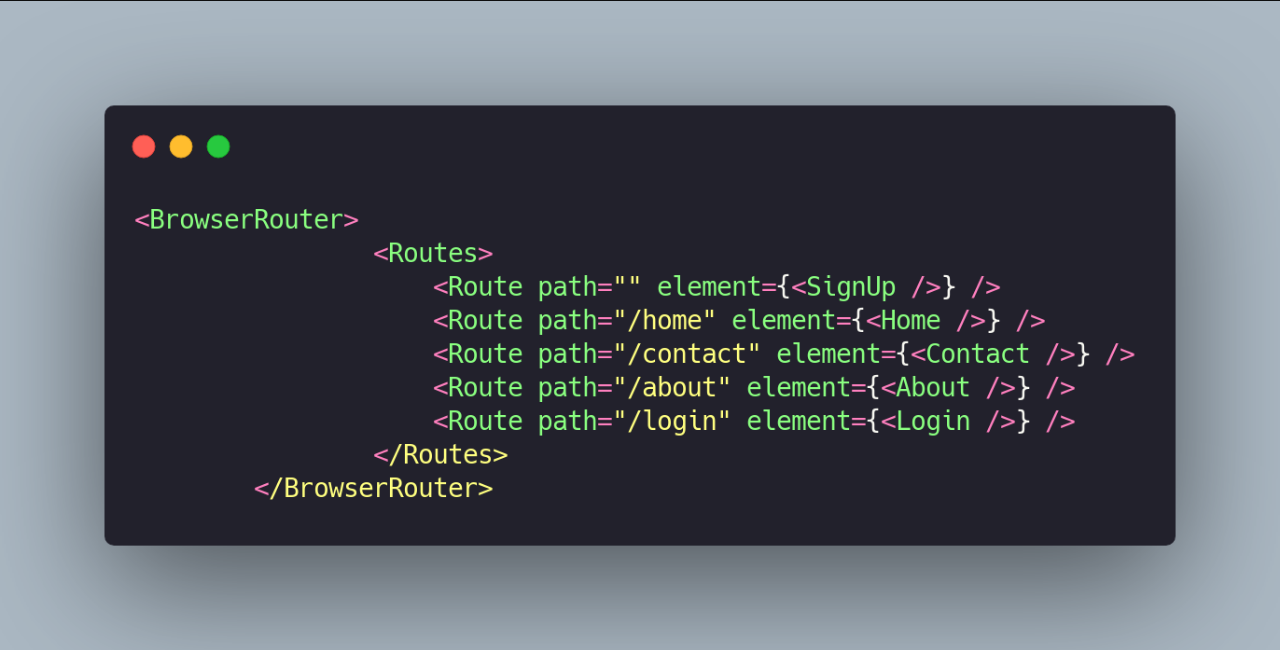 <BrowserRouter>
                <Routes>
                    <Route path="" element={<SignUp />} />
                    <Route path="/home" element={<Home />} />
                    <Route path="/contact" element={<Contact />} />
                    <Route path="/about" element={<About />} />
                    <Route path="/login" element={<Login />} />
                </Routes>
        </BrowserRouter>